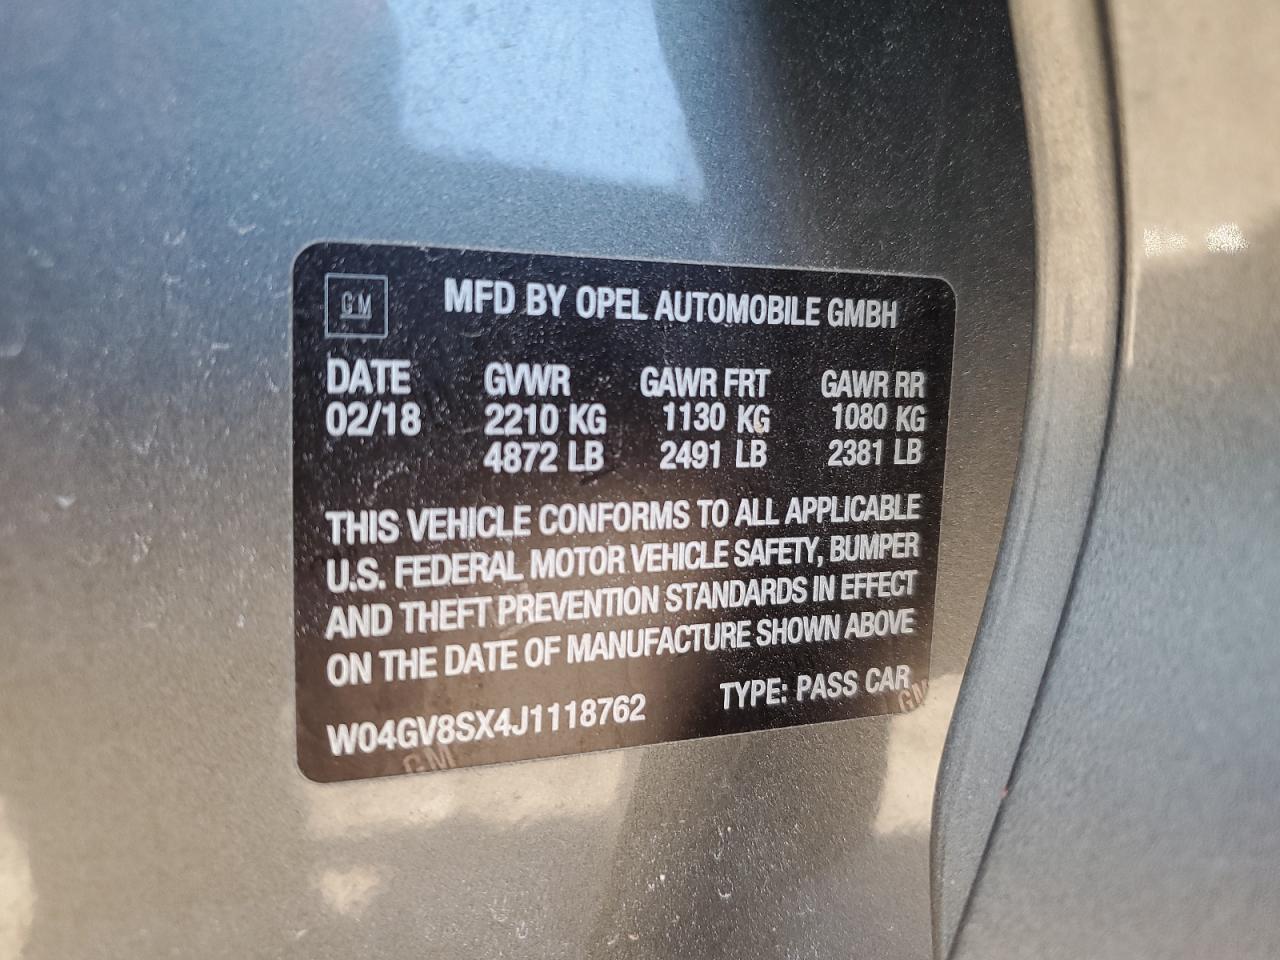 GM MFD BY OPEL AUTOMOBILE GMBH
DATE GVWR GAWR FRT GAWR RR
02/18 2210 KG 1130 KG 1080 KG
4872 LB 2491 LB 2381 LB
THIS VEHICLE CONFORMS TO ALL APPLICABLE
U.S. FEDERAL MOTOR VEHICLE SAFETY, BUMPER
AND THEFT PREVENTION STANDARDS IN EFFECT
ON THE DATE OF MANUFACTURE SHOWN ABOVE
W04GV8SX4J1118762 TYPE: PASS CAR
GM GM